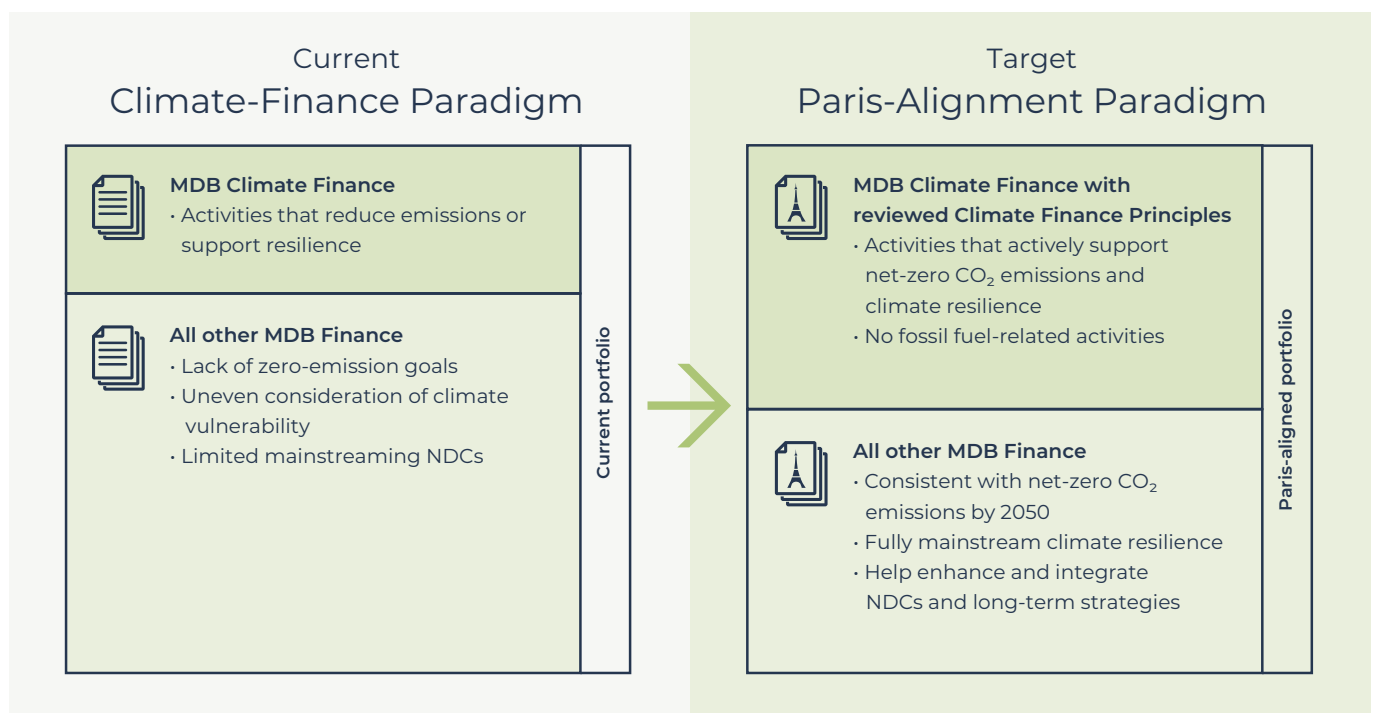 Current
Climate-Finance Paradigm
MDB Climate Finance
· Activities that reduce emissions or
support resilience
All other MDB Finance
· Lack of zero-emission goals
· Uneven consideration of climate
vulnerability
· Limited mainstreaming NDCs
Current portfolio
Target
Paris-Alignment Paradigm
MDB Climate Finance with
reviewed Climate Finance Principles
· Activities that actively support
net-zero CO₂ emissions and
climate resilience
· No fossil fuel-related activities
All other MDB Finance
· Consistent with net-zero CO₂
emissions by 2050
· Fully mainstream climate resilience
· Help enhance and integrate
NDCs and long-term strategies
Paris-aligned portfolio